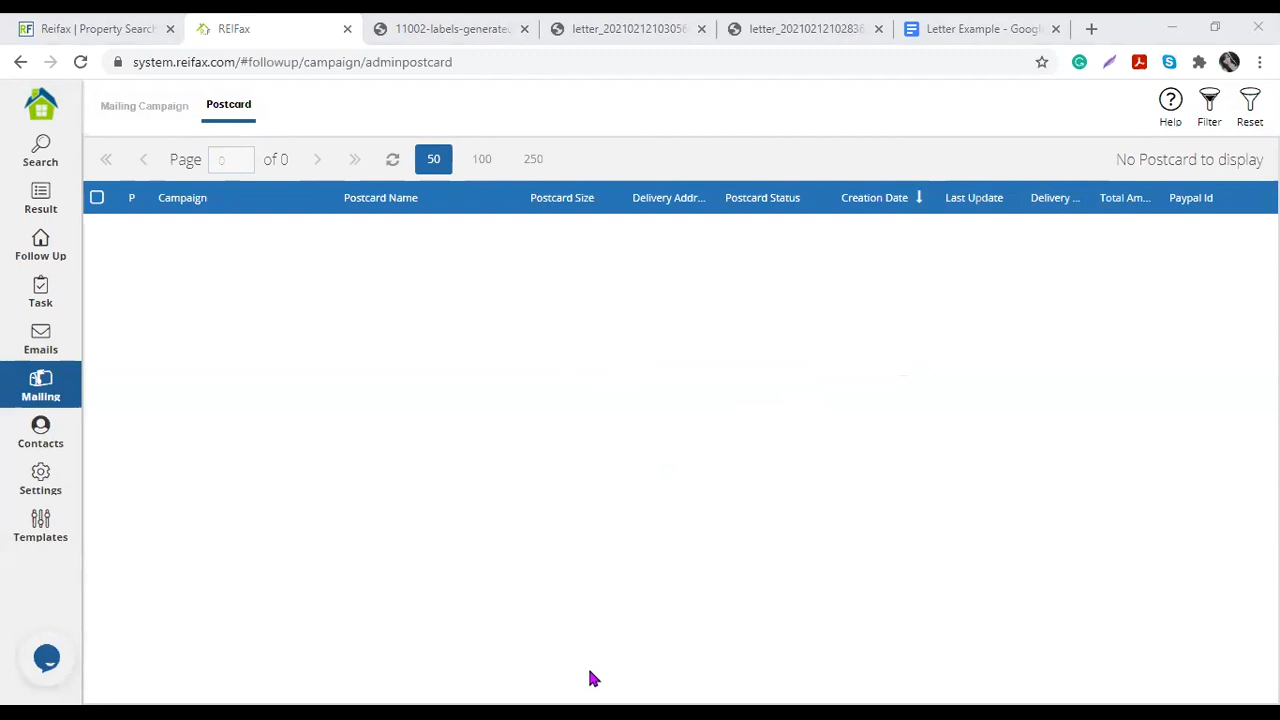 Reifax | Property Search
REIFax
11002-labels-generated
letter_2021021210305
letter_20210212102836
Letter Example - Google
system.reifax.com/#followup/campaign/adminpostcard
Mailing Campaign
Postcard
Help
Filter
Reset
Page 0 of 0
50
100
250
No Postcard to display
P
Campaign
Postcard Name
Postcard Size
Delivery Addr...
Postcard Status
Creation Date
Last Update
Delivery ...
Total Am...
Paypal Id
Search
Result
Follow Up
Task
Emails
Mailing
Contacts
Settings
Templates